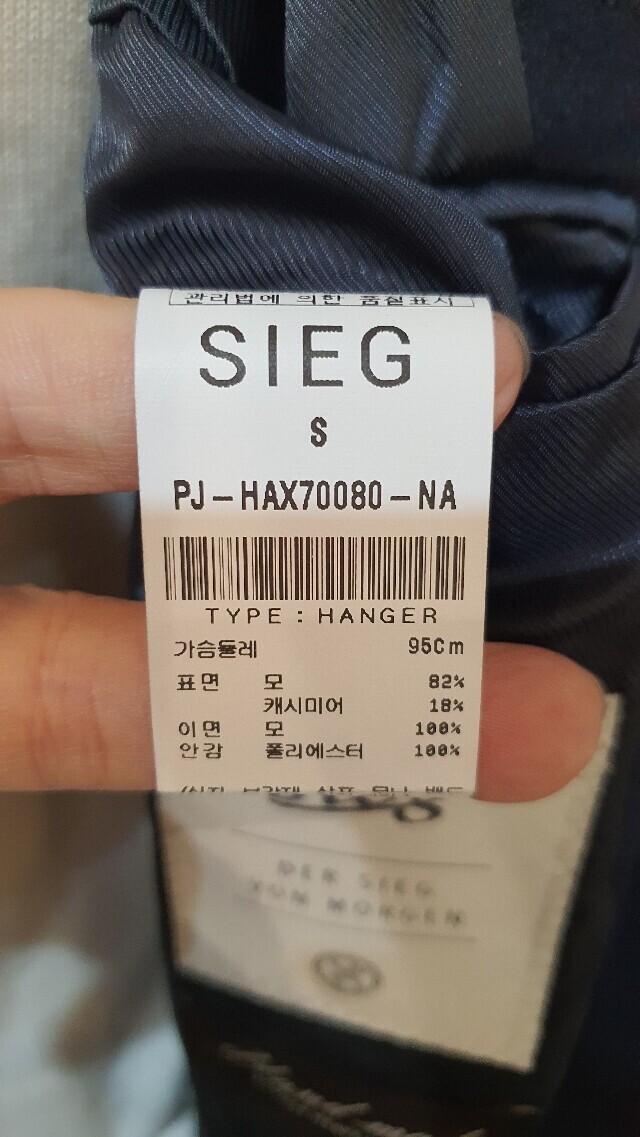 관리법에 의한 품질표시
SIEG
S
PJ-HAX70080-NA
TYPE : HANGER
가슴둘레 95Cm
표면 모 82%
캐시미어 18%
이면 모 100%
안감 폴리에스터 100%
DER SIEG
VON MORGEN